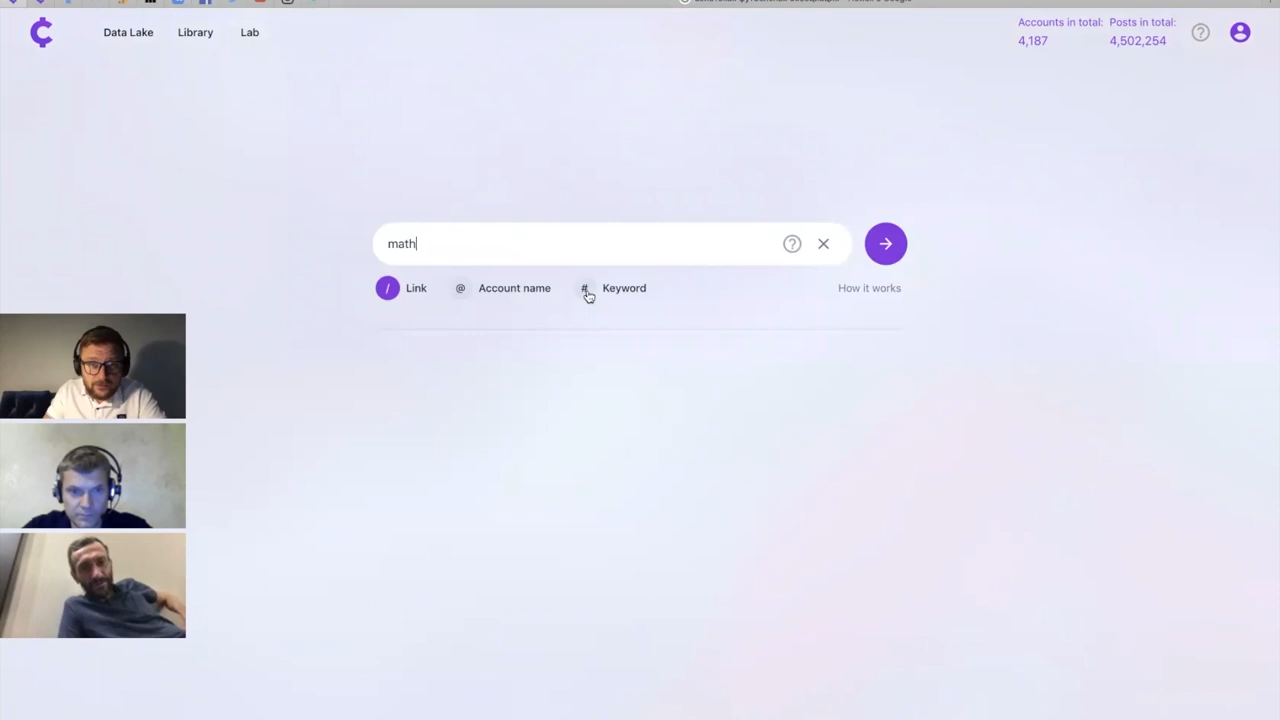 Data Lake
Library
Lab
Accounts in total:
4,187
Posts in total:
4,502,254
?
math
?
/ Link
@ Account name
# Keyword
How it works